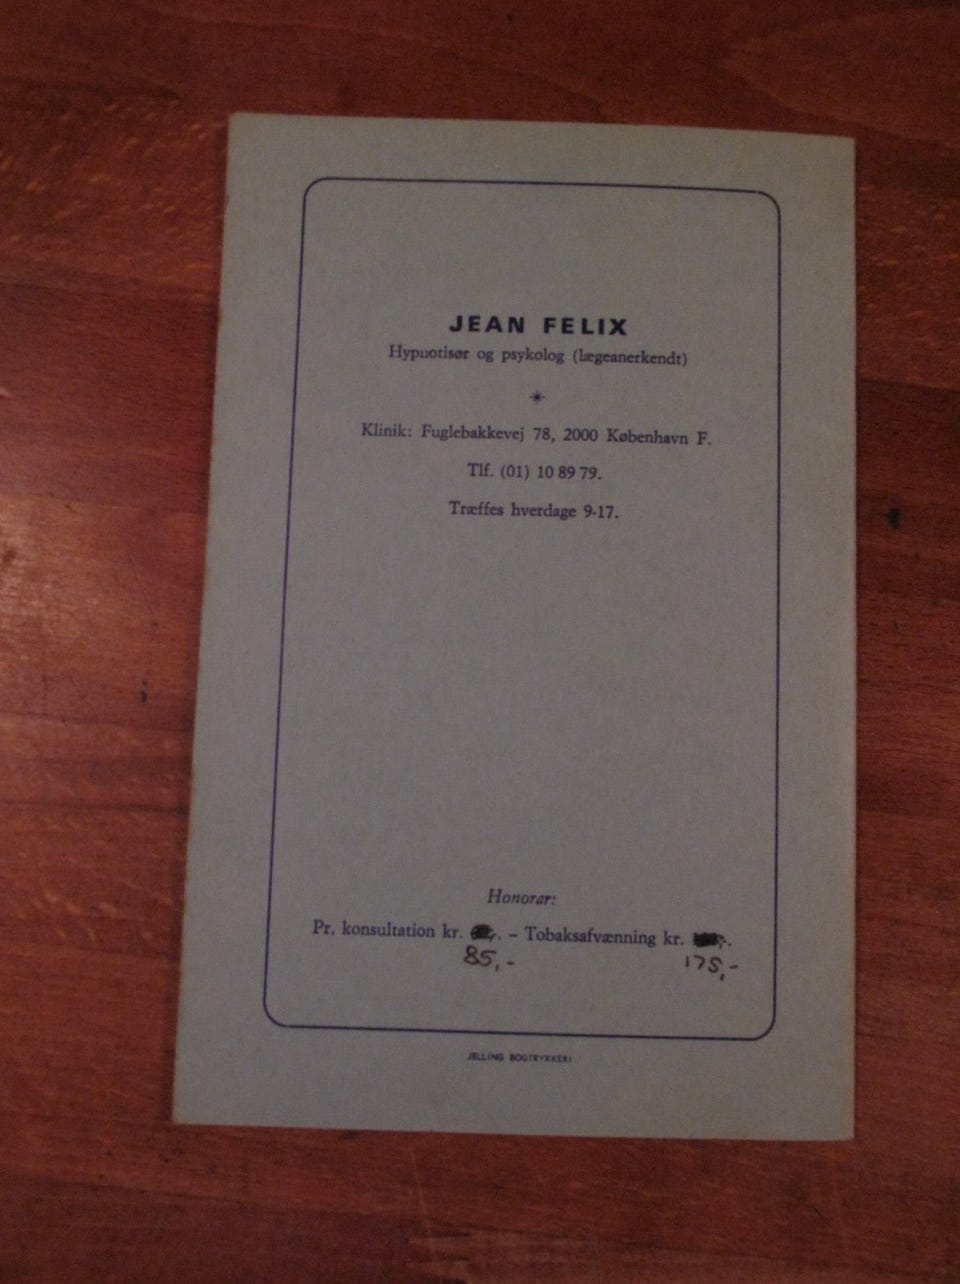 JEAN FELIX
Hypnotisør og psykolog (lægeanerkendt)
Klinik: Fuglebakkevej 78, 2000 København F.
Tlf. (01) 10 89 79.
Træffes hverdage 9-17.
Honorar:
Pr. konsultation kr. . – Tobaksafvænning kr. .
85,- 175,-
JELLING BOGTRYKKERI